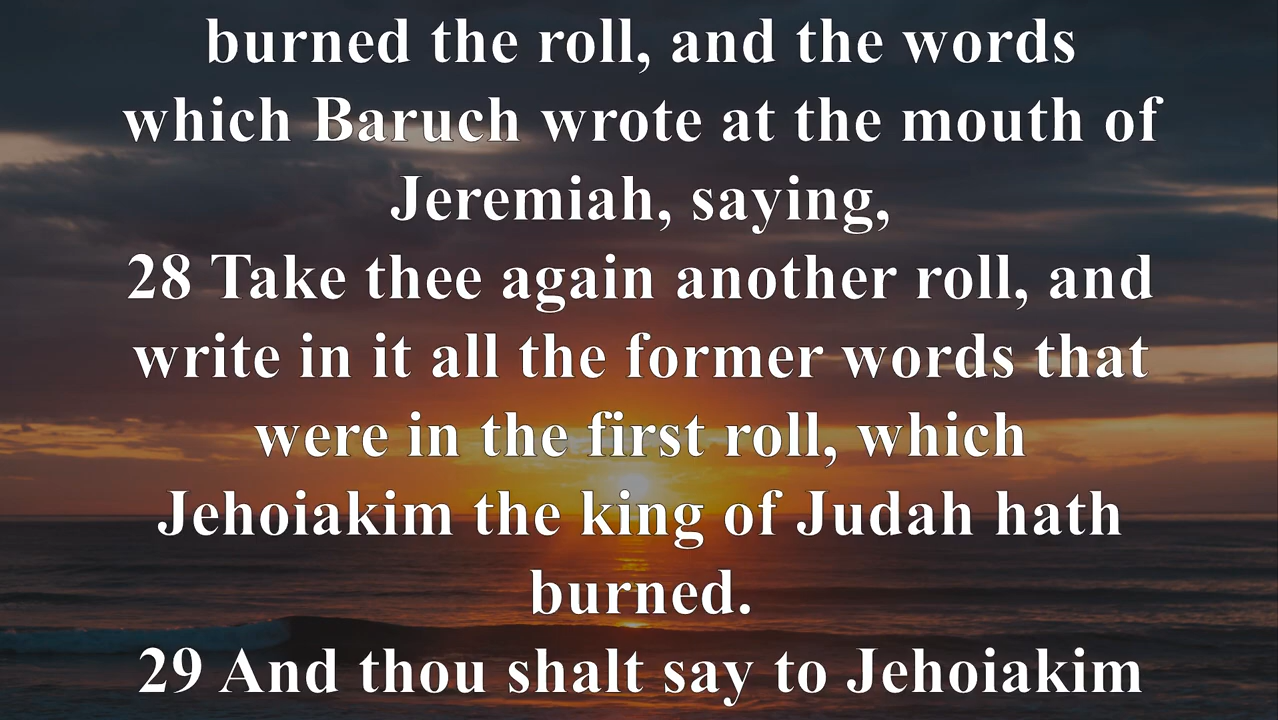 burned the roll, and the words
which Baruch wrote at the mouth of
Jeremiah, saying,
28 Take thee again another roll, and
write in it all the former words that
were in the first roll, which
Jehoiakim the king of Judah hath
burned.
29 And thou shalt say to Jehoiakim